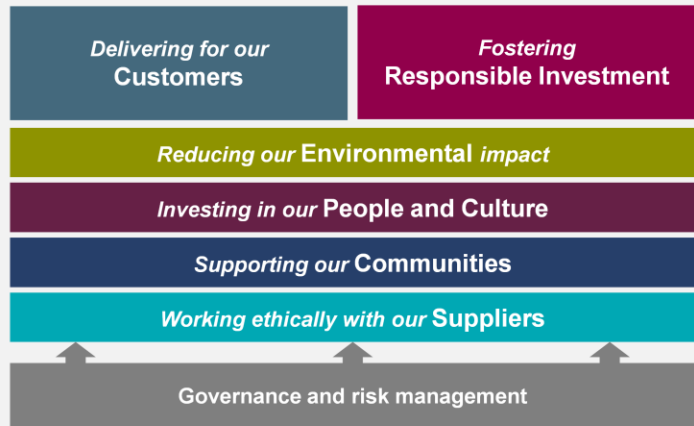 Delivering for our
Customers
Fostering
Responsible Investment
Reducing our Environmental impact
Investing in our People and Culture
Supporting our Communities
Working ethically with our Suppliers
Governance and risk management